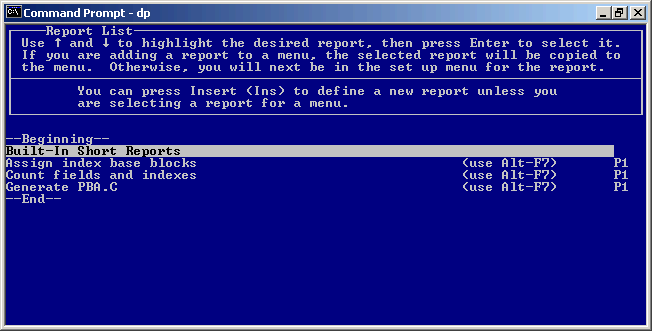 Command Prompt - dp
Report List
Use ↑ and ↓ to highlight the desired report, then press Enter to select it.
If you are adding a report to a menu, the selected report will be copied to
the menu.  Otherwise, you will next be in the set up menu for the report.
You can press Insert (Ins) to define a new report unless you
are selecting a report for a menu.
--Beginning--
Built-In Short Reports
Assign index base blocks (use Alt-F7) P1
Count fields and indexes (use Alt-F7) P1
Generate PBA.C (use Alt-F7) P1
--End--